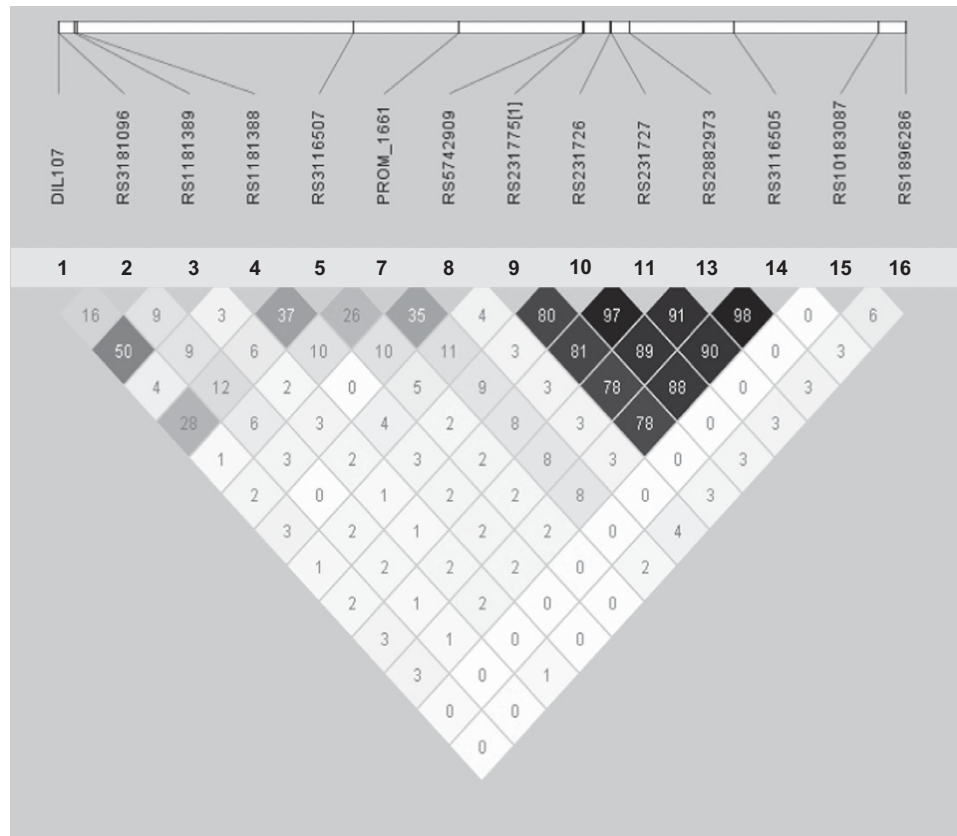 DIL107
RS3181096
RS1181389
RS1181388
RS3116507
PROM_1661
RS5742909
RS231775[1]
RS231726
RS231727
RS2882973
RS3116505
RS10183087
RS1896286
1 2 3 4 5 7 8 9 10 11 13 14 15 16
16 9 3 37 26 35 4 80 97 91 98 0 6
50 9 6 10 10 11 3 81 89 90 0 3
4 12 2 0 5 9 3 78 88 0 3
28 6 3 4 2 8 3 78 0 3
1 3 2 3 2 8 3 0 3
2 0 1 2 2 8 0 3
3 2 1 2 2 0 4
1 2 2 2 0 2
2 1 2 0 0
3 1 0 0
3 0 1
0 0
0